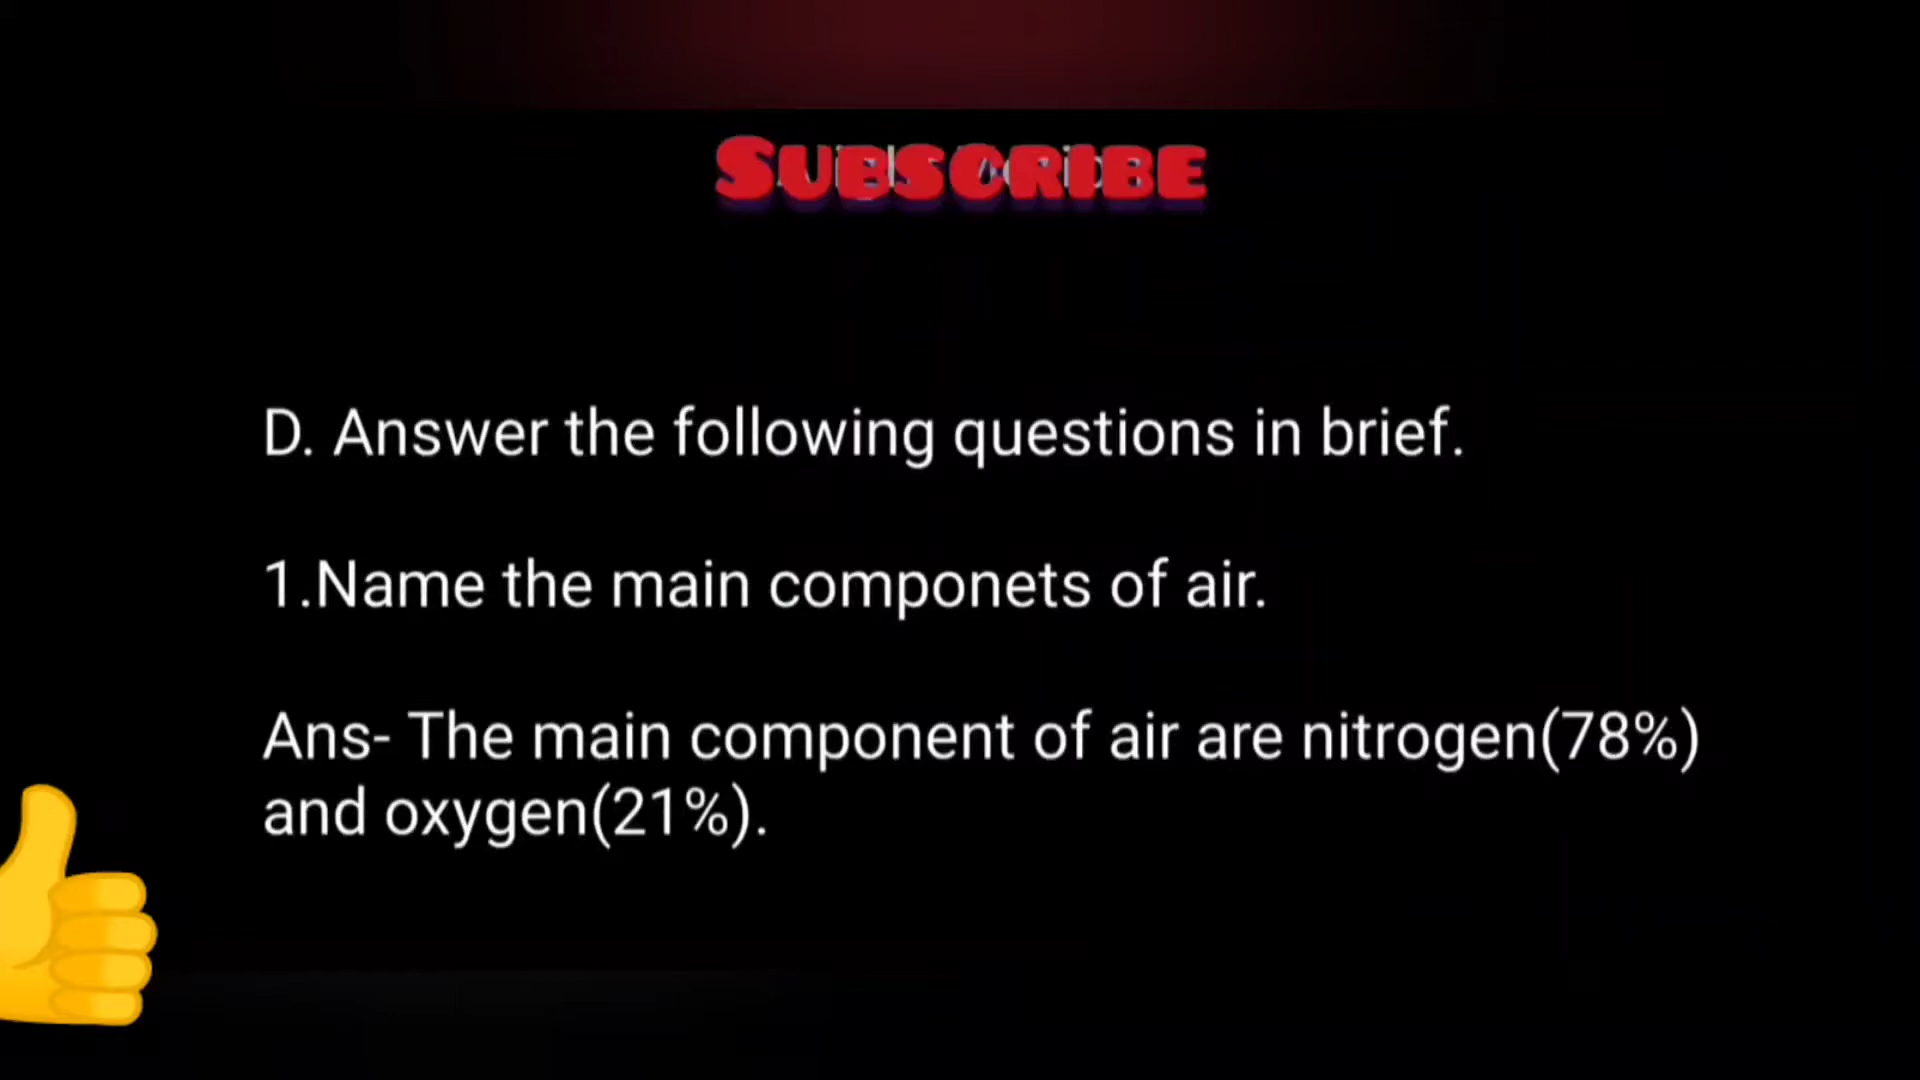 SUBSCRIBE
D. Answer the following questions in brief.
1.Name the main componets of air.
Ans- The main component of air are nitrogen(78%)
and oxygen(21%).